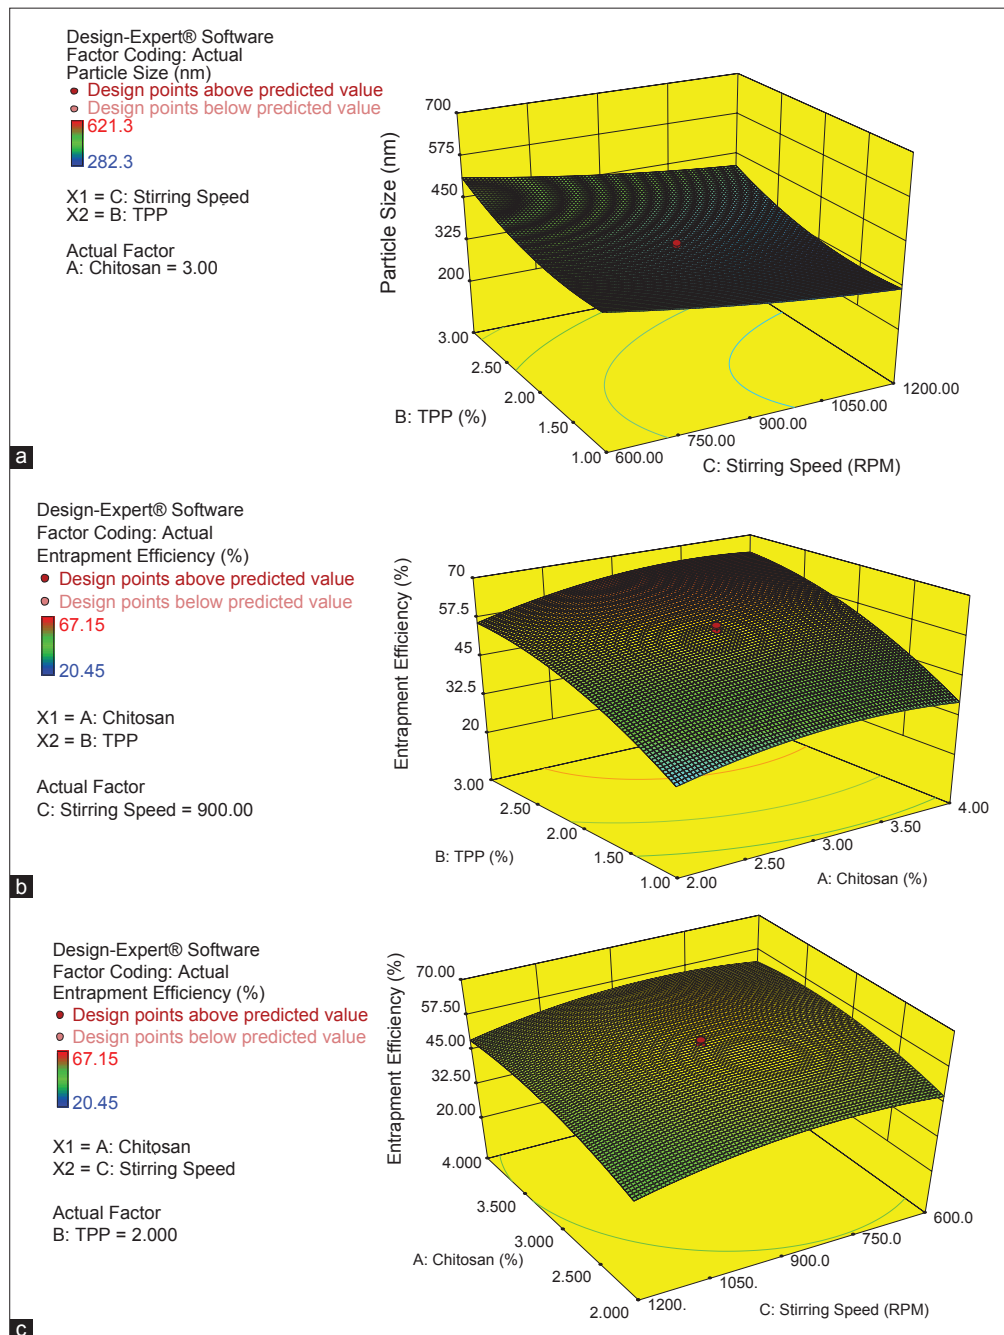 Design-Expert® Software
Factor Coding: Actual
Particle Size (nm)
Design points above predicted value
Design points below predicted value
621.3
282.3
X1 = C: Stirring Speed
X2 = B: TPP
Actual Factor
A: Chitosan = 3.00
Particle Size (nm)
700
575
450
325
200
3.00
2.50
2.00
1.50
1.00
B: TPP (%)
600.00
750.00
900.00
1050.00
1200.00
C: Stirring Speed (RPM)
a
Design-Expert® Software
Factor Coding: Actual
Entrapment Efficiency (%)
Design points above predicted value
Design points below predicted value
67.15
20.45
X1 = A: Chitosan
X2 = B: TPP
Actual Factor
C: Stirring Speed = 900.00
Entrapment Efficiency (%)
70
57.5
45
32.5
20
3.00
2.50
2.00
1.50
1.00
B: TPP (%)
2.00
2.50
3.00
3.50
4.00
A: Chitosan (%)
b
Design-Expert® Software
Factor Coding: Actual
Entrapment Efficiency (%)
Design points above predicted value
Design points below predicted value
67.15
20.45
X1 = A: Chitosan
X2 = C: Stirring Speed
Actual Factor
B: TPP = 2.000
Entrapment Efficiency (%)
70.00
57.50
45.00
32.50
20.00
4.000
3.500
3.000
2.500
2.000
A: Chitosan (%)
1200.
1050.
900.0
750.0
600.0
C: Stirring Speed (RPM)
c